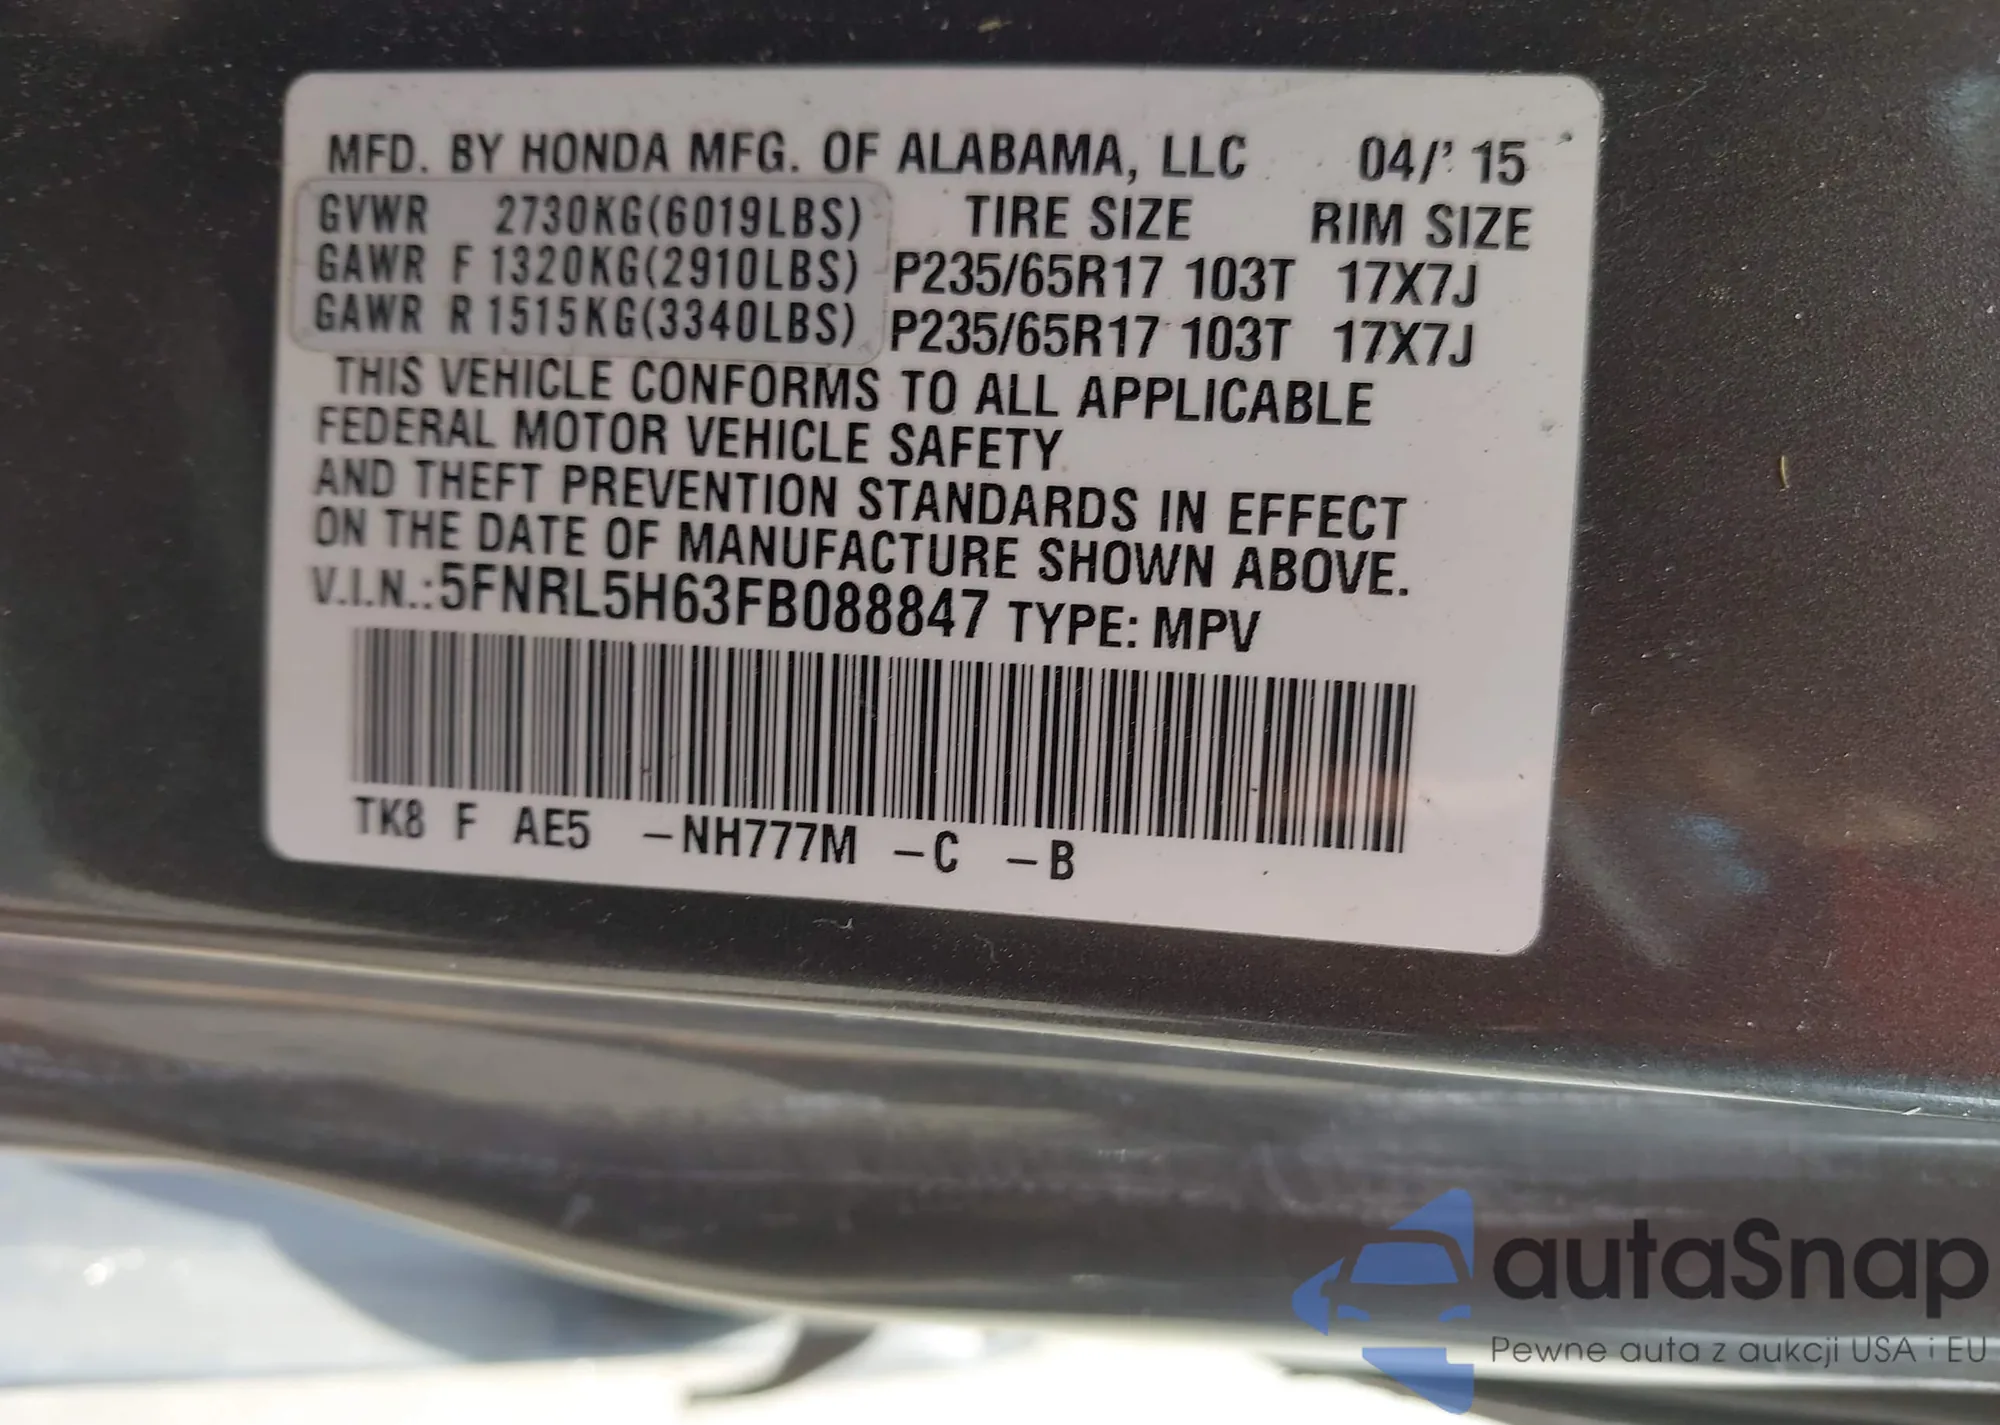 MFD. BY HONDA MFG. OF ALABAMA, LLC 04/' 15
GVWR 2730KG(6019LBS) TIRE SIZE RIM SIZE
GAWR F 1320KG(2910LBS) P235/65R17 103T 17X7J
GAWR R 1515KG(3340LBS) P235/65R17 103T 17X7J
THIS VEHICLE CONFORMS TO ALL APPLICABLE
FEDERAL MOTOR VEHICLE SAFETY
AND THEFT PREVENTION STANDARDS IN EFFECT
ON THE DATE OF MANUFACTURE SHOWN ABOVE.
V.I.N.:5FNRL5H63FB088847 TYPE: MPV
TK8 F AE5 -NH777M -C -B
autaSnap
Pewne auta z aukcji USA i EU